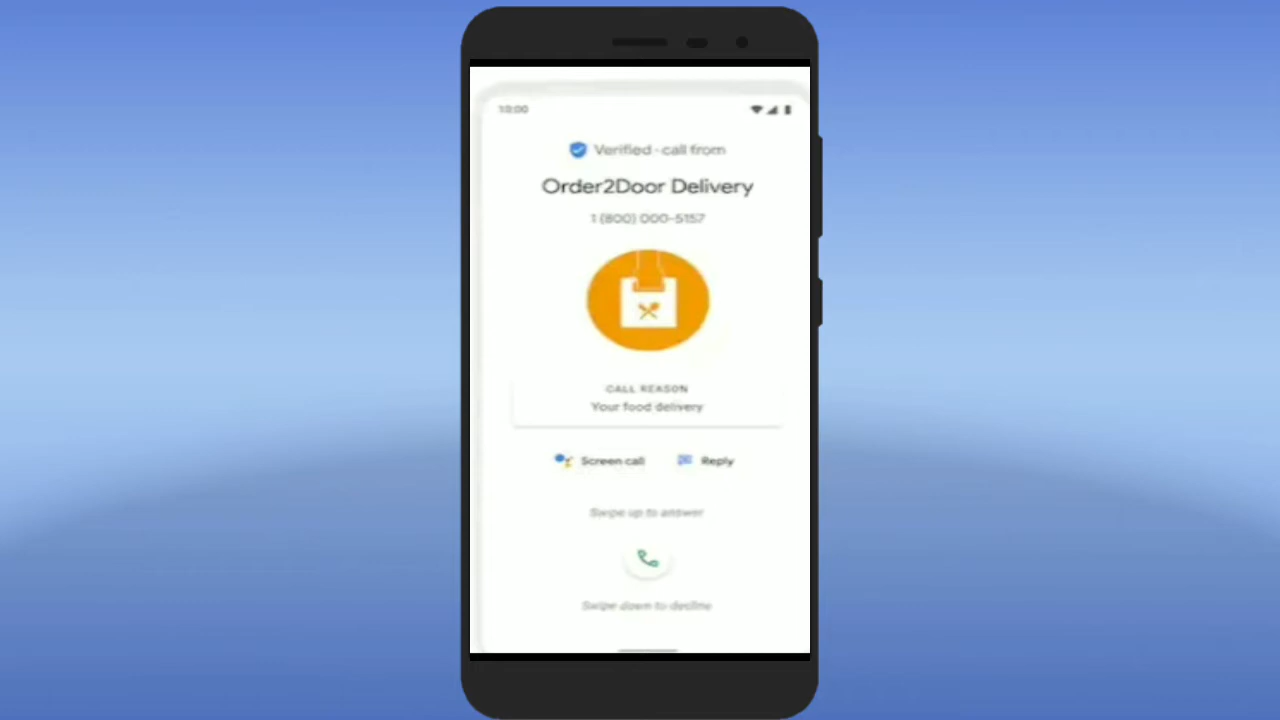 10:00
Verified - call from
Order2Door Delivery
1 (800) 000-5157
CALL REASON
Your food delivery
Screen call
Reply
Swipe up to answer
Swipe down to decline